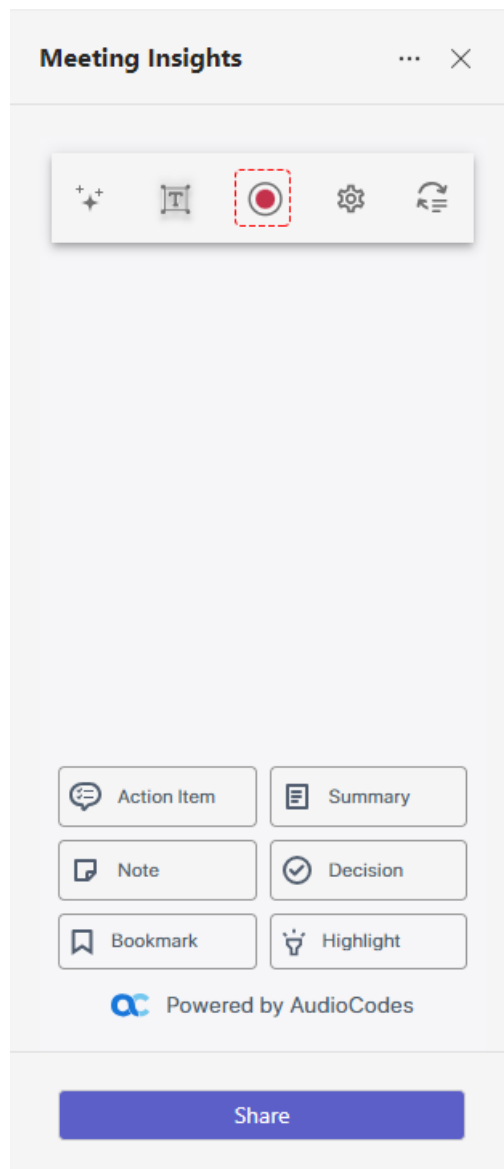 Meeting Insights
T
Action Item
Summary
Note
Decision
Bookmark
Highlight
Powered by AudioCodes
Share